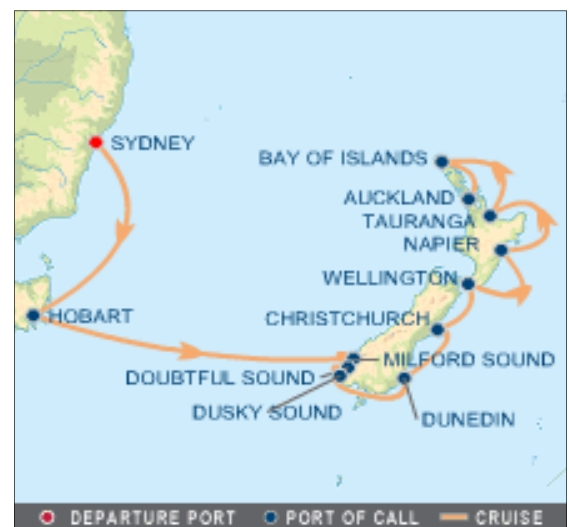 SYDNEY
BAY OF ISLANDS
AUCKLAND
TAURANGA
NAPIER
WELLINGTON
HOBART
CHRISTCHURCH
MILFORD SOUND
DOUBTFUL SOUND
DUSKY SOUND
DUNEDIN
DEPARTURE PORT PORT OF CALL CRUISE